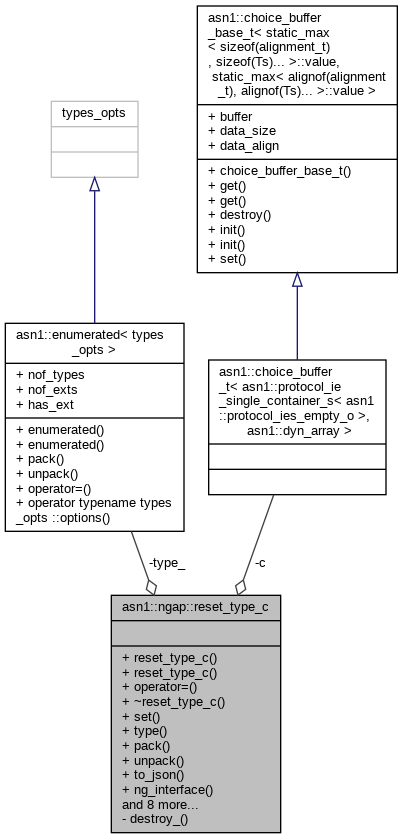 asn1::choice_buffer
_base_t< static_max
< sizeof(alignment_t)
, sizeof(Ts)... >::value,
static_max< alignof(alignment
_t), alignof(Ts)... >::value >
+ buffer
+ data_size
+ data_align
+ choice_buffer_base_t()
+ get()
+ get()
+ destroy()
+ init()
+ init()
+ set()
types_opts
asn1::enumerated< types
_opts >
+ nof_types
+ nof_exts
+ has_ext
+ enumerated()
+ enumerated()
+ pack()
+ unpack()
+ operator=()
+ operator typename types
_opts ::options()
asn1::choice_buffer
_t< asn1::protocol_ie
_single_container_s< asn1
::protocol_ies_empty_o >,
asn1::dyn_array >
-type_
-c
asn1::ngap::reset_type_c
+ reset_type_c()
+ reset_type_c()
+ operator=()
+ ~reset_type_c()
+ set()
+ type()
+ pack()
+ unpack()
+ to_json()
+ ng_interface()
and 8 more...
- destroy_()